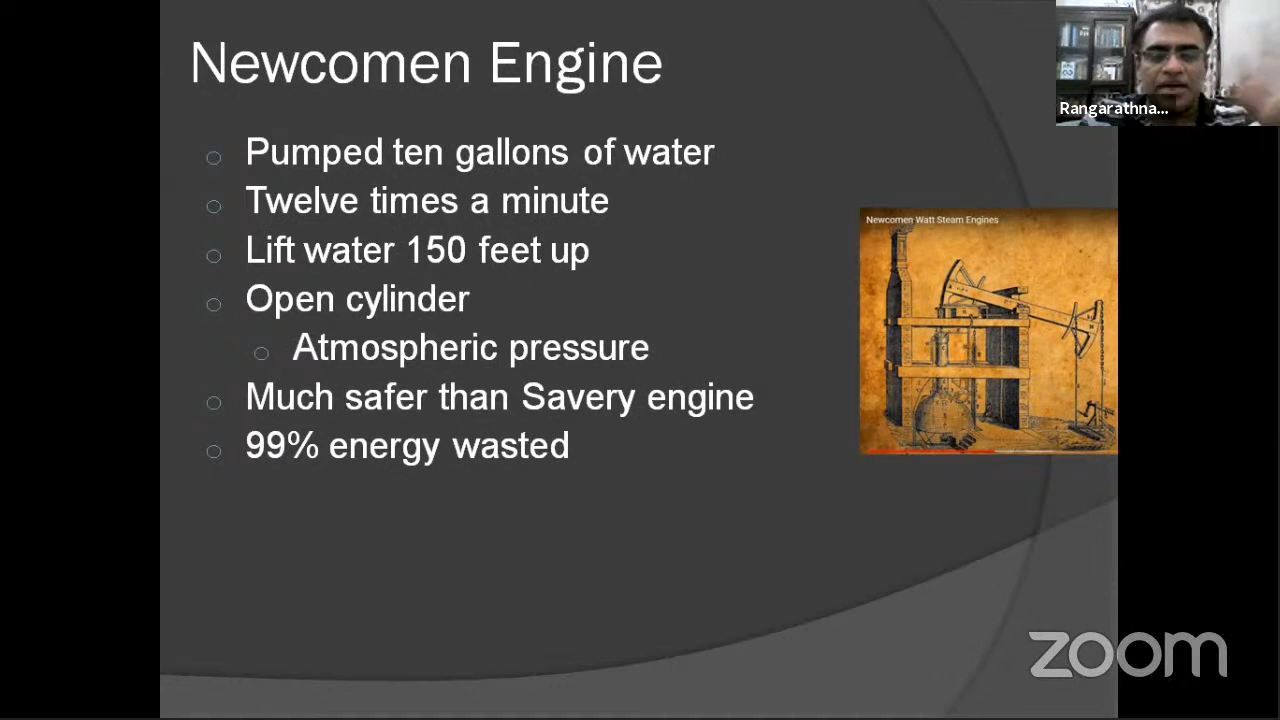 Newcomen Engine
Rangarathna...
Pumped ten gallons of water
Twelve times a minute
Lift water 150 feet up
Open cylinder
Atmospheric pressure
Much safer than Savery engine
99% energy wasted
Newcomen Watt Steam Engines
zoom